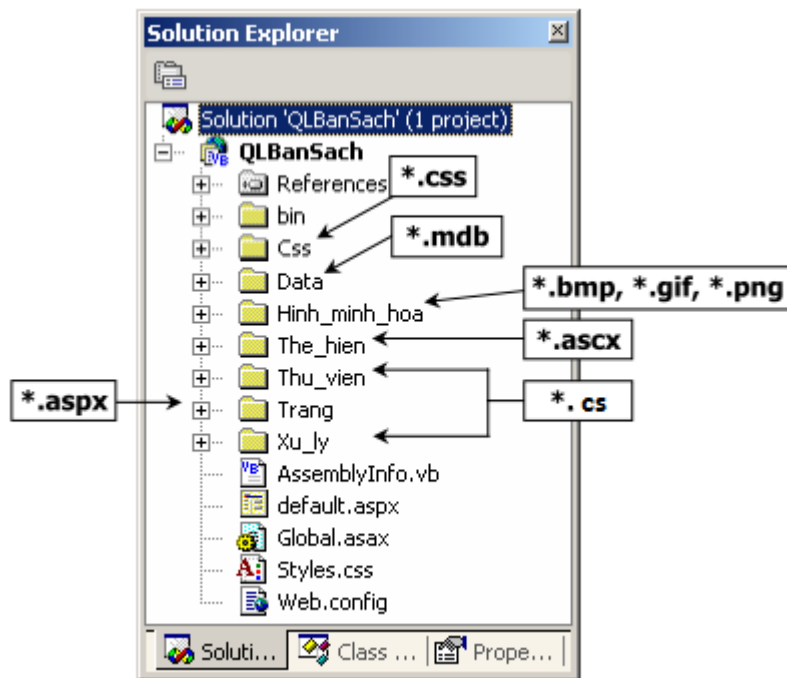 Solution Explorer
Solution 'QLBanSach' (1 project)
QLBanSach
References
*.css
bin
Css
*.mdb
Data
*.bmp, *.gif, *.png
Hinh_minh_hoa
The_hien
*.ascx
Thu_vien
*.aspx
Trang
*. cs
Xu_ly
AssemblyInfo.vb
default.aspx
Global.asax
Styles.css
Web.config
Soluti...
Class ...
Prope...